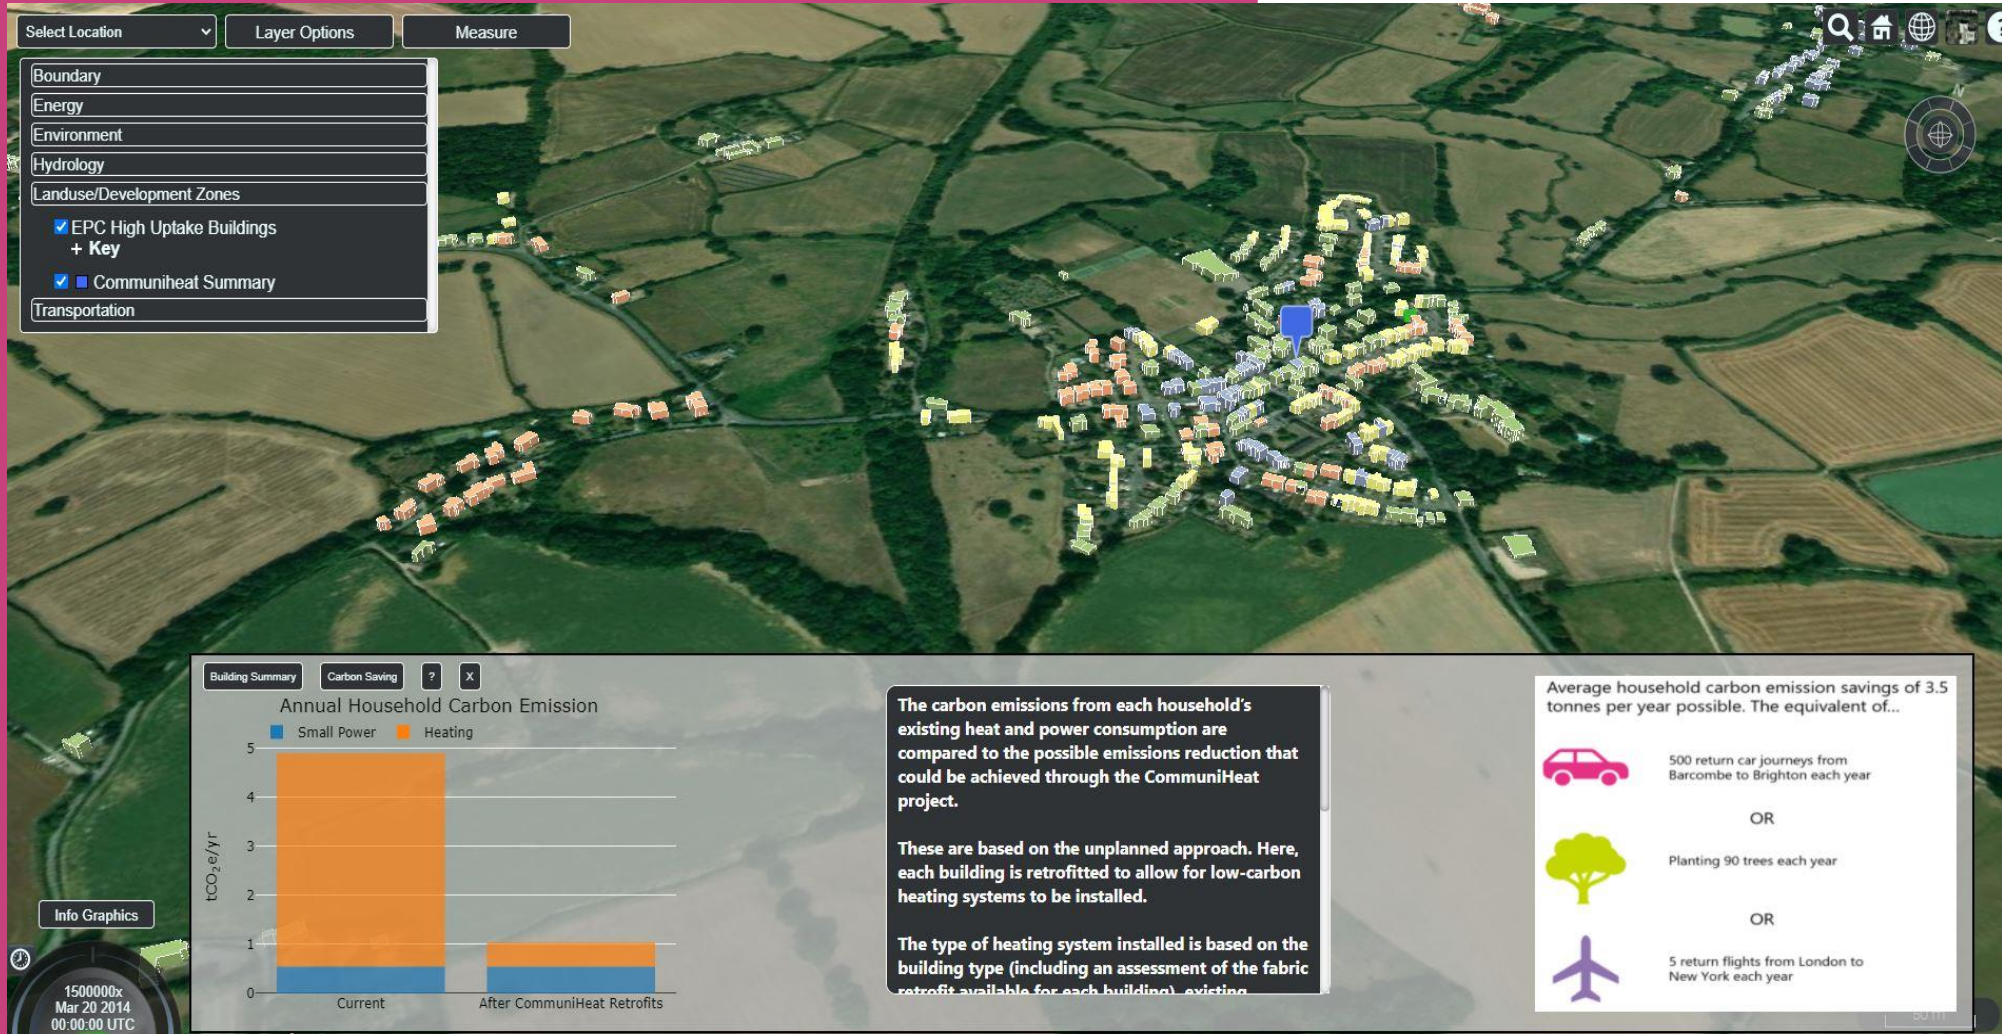 Select Location
Layer Options
Measure
Boundary
Energy
Environment
Hydrology
Landuse/Development Zones
EPC High Uptake Buildings
+ Key
Communiheat Summary
Transportation
N
?
Building Summary
Carbon Saving
?
X
Annual Household Carbon Emission
Small Power
Heating
5
4
3
2
1
0
tCO₂e/yr
Current
After CommuniHeat Retrofits
The carbon emissions from each household's
existing heat and power consumption are
compared to the possible emissions reduction that
could be achieved through the CommuniHeat
project.
These are based on the unplanned approach. Here,
each building is retrofitted to allow for low-carbon
heating systems to be installed.
The type of heating system installed is based on the
building type (including an assessment of the fabric
retrofit available for each building), existing
Average household carbon emission savings of 3.5
tonnes per year possible. The equivalent of...
500 return car journeys from
Barcombe to Brighton each year
OR
Planting 90 trees each year
OR
5 return flights from London to
New York each year
Info Graphics
1500000x
Mar 20 2014
00:00:00 UTC
50 m